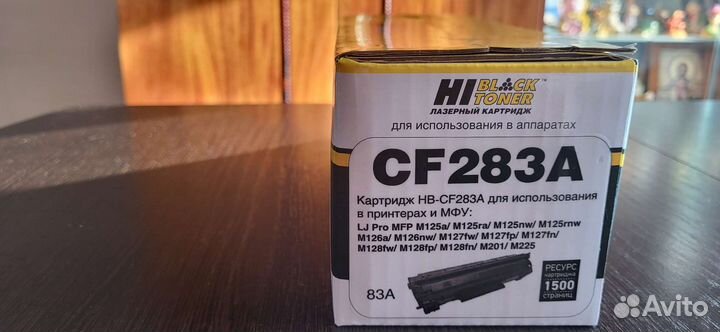 HI BLACK TONER
ЛАЗЕРНЫЙ КАРТРИДЖ
для использования в аппаратах
CF283A
Картридж HB-CF283A для использования
в принтерах и МФУ:
LJ Pro MFP M125a/ M125ra/ M125nw/ M125rnw
M126a/ M126nw/ M127fw/ M127fp/ M127fn/
M128fw/ M128fp/ M128fn/ M201/ M225
83A
РЕСУРС
картриджа
1500
страниц
Avito